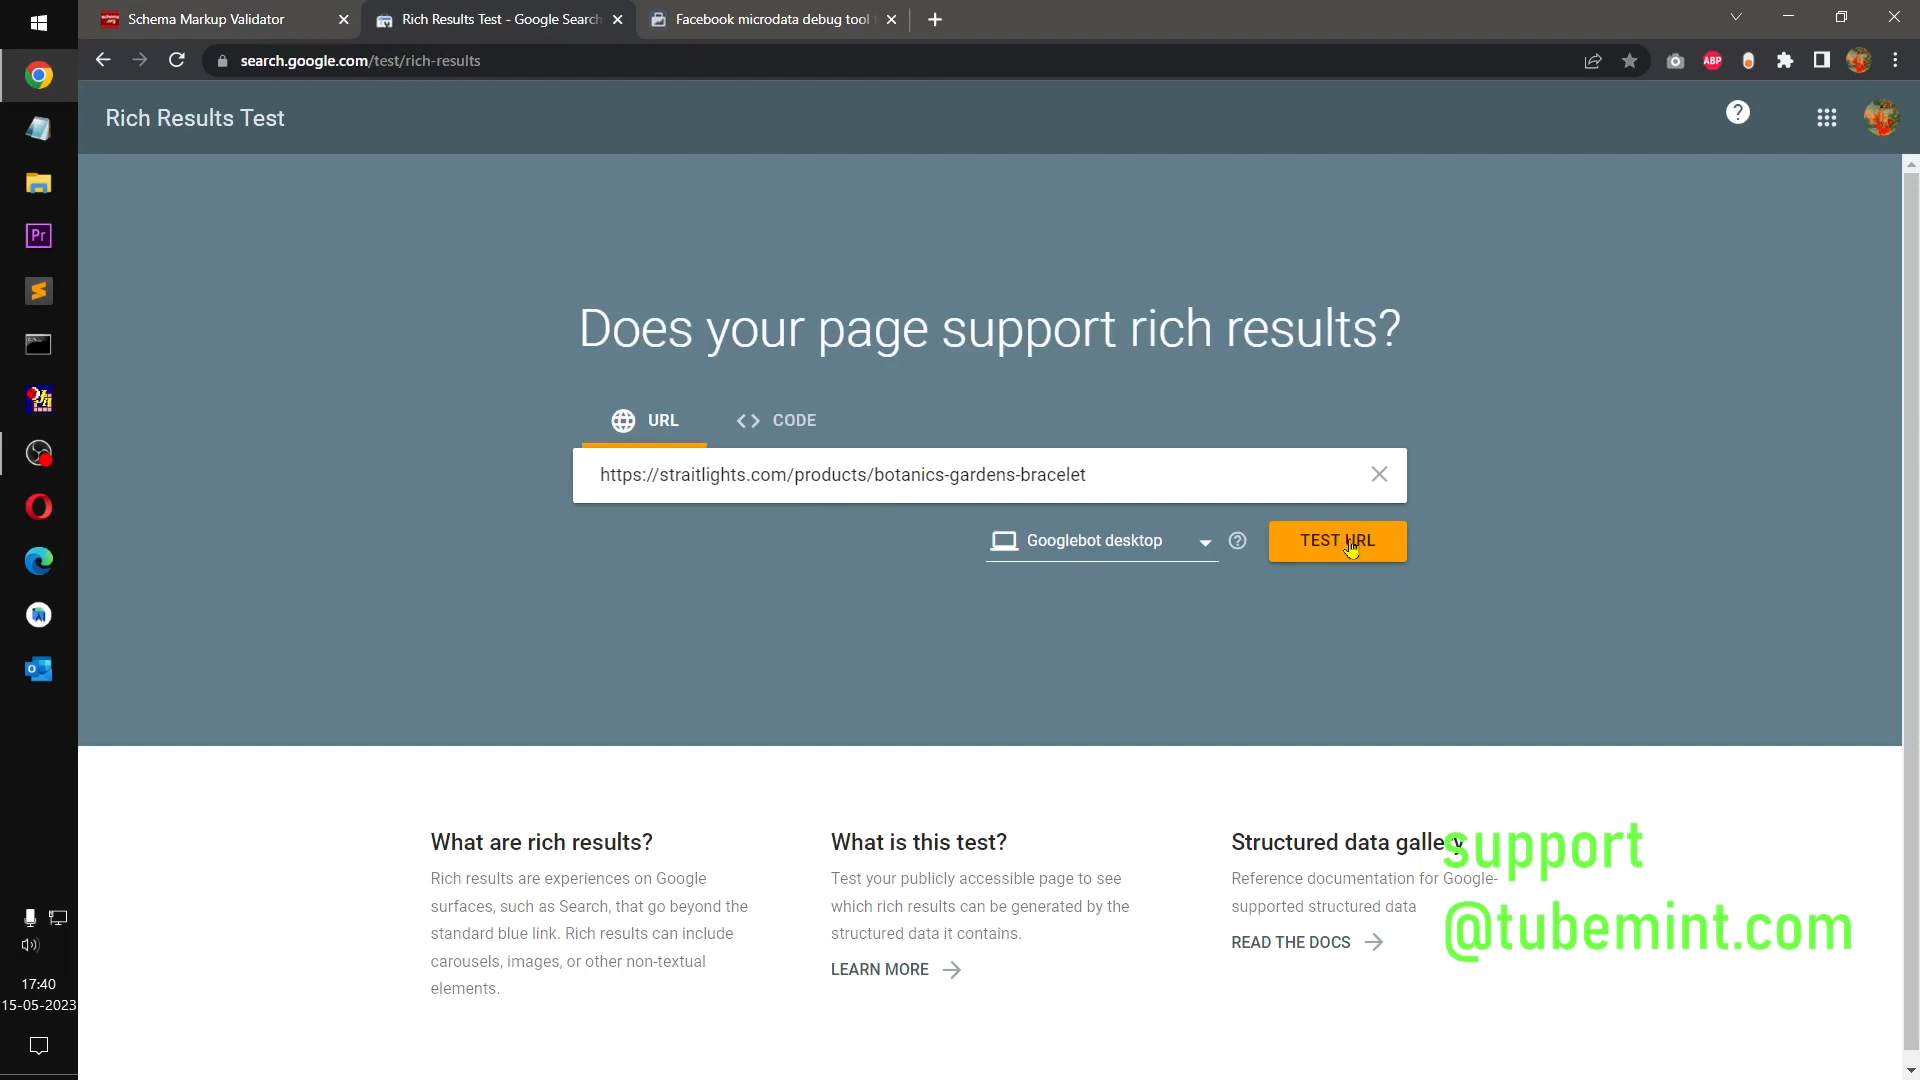 Schema Markup Validator
Rich Results Test - Google Search
Facebook microdata debug tool
search.google.com/test/rich-results
ABP
Rich Results Test
Pr
Does your page support rich results?
URL
CODE
https://straitlights.com/products/botanics-gardens-bracelet
Googlebot desktop
TEST URL
What are rich results?
Rich results are experiences on Google
surfaces, such as Search, that go beyond the
standard blue link. Rich results can include
carousels, images, or other non-textual
elements.
What is this test?
Test your publicly accessible page to see
which rich results can be generated by the
structured data it contains.
LEARN MORE
Structured data gallery
Reference documentation for Google-
supported structured data
READ THE DOCS
support
@tubemint.com
17:40
15-05-2023